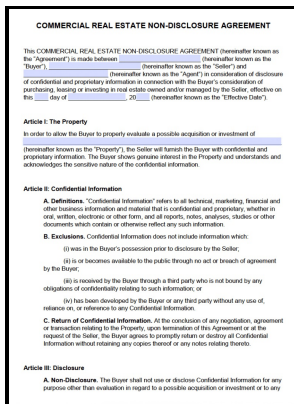 COMMERCIAL REAL ESTATE NON-DISCLOSURE AGREEMENT
This COMMERCIAL REAL ESTATE NON-DISCLOSURE AGREEMENT (hereinafter known as
the "Agreement") is made between (hereinafter known as the
"Buyer"), (hereinafter known as the "Seller") and
(hereinafter known as the "Agent") in consideration of disclosure
of confidential and proprietary information in connection with the Buyer's consideration of
purchasing, leasing or investing in real estate owned and/or managed by the Seller, effective on
this day of , 20 (hereinafter known as the "Effective Date").
Article I: The Property
In order to allow the Buyer to properly evaluate a possible acquisition or investment of
(hereinafter known as the "Property"), the Seller will furnish the Buyer with confidential and
proprietary information. The Buyer shows genuine interest in the Property and understands and
acknowledges the sensitive nature of the confidential information.
Article II: Confidential Information
A. Definitions. "Confidential Information" refers to all technical, marketing, financial and
other business information and material that is confidential and proprietary, whether in
oral, written, electronic or other form, and all reports, notes, analyses, studies or other
documents which contain or otherwise reflect any such information.
B. Exclusions. Confidential Information does not include information which:
(i) was in the Buyer's possession prior to disclosure by the Seller;
(ii) is or becomes available to the public through no act or breach of agreement
by the Buyer;
(iii) is received by the Buyer through a third party who is not bound by any
obligations of confidentiality relating to such information; or
(iv) has been developed by the Buyer or any third party without any use of,
reliance on, or reference to any Confidential Information.
C. Return of Confidential Information. At the conclusion of any negotiation, agreement
or transaction relating to the Property, upon termination of this Agreement or at the
request of the Seller, the Buyer agrees to promptly return or destroy all Confidential
Information without retaining any copies thereof or any notes relating thereto.
Article III: Disclosure
A. Non-Disclosure. The Buyer shall not use or disclose Confidential Information for any
purpose other than evaluation in regard to a possible acquisition or investment or to any